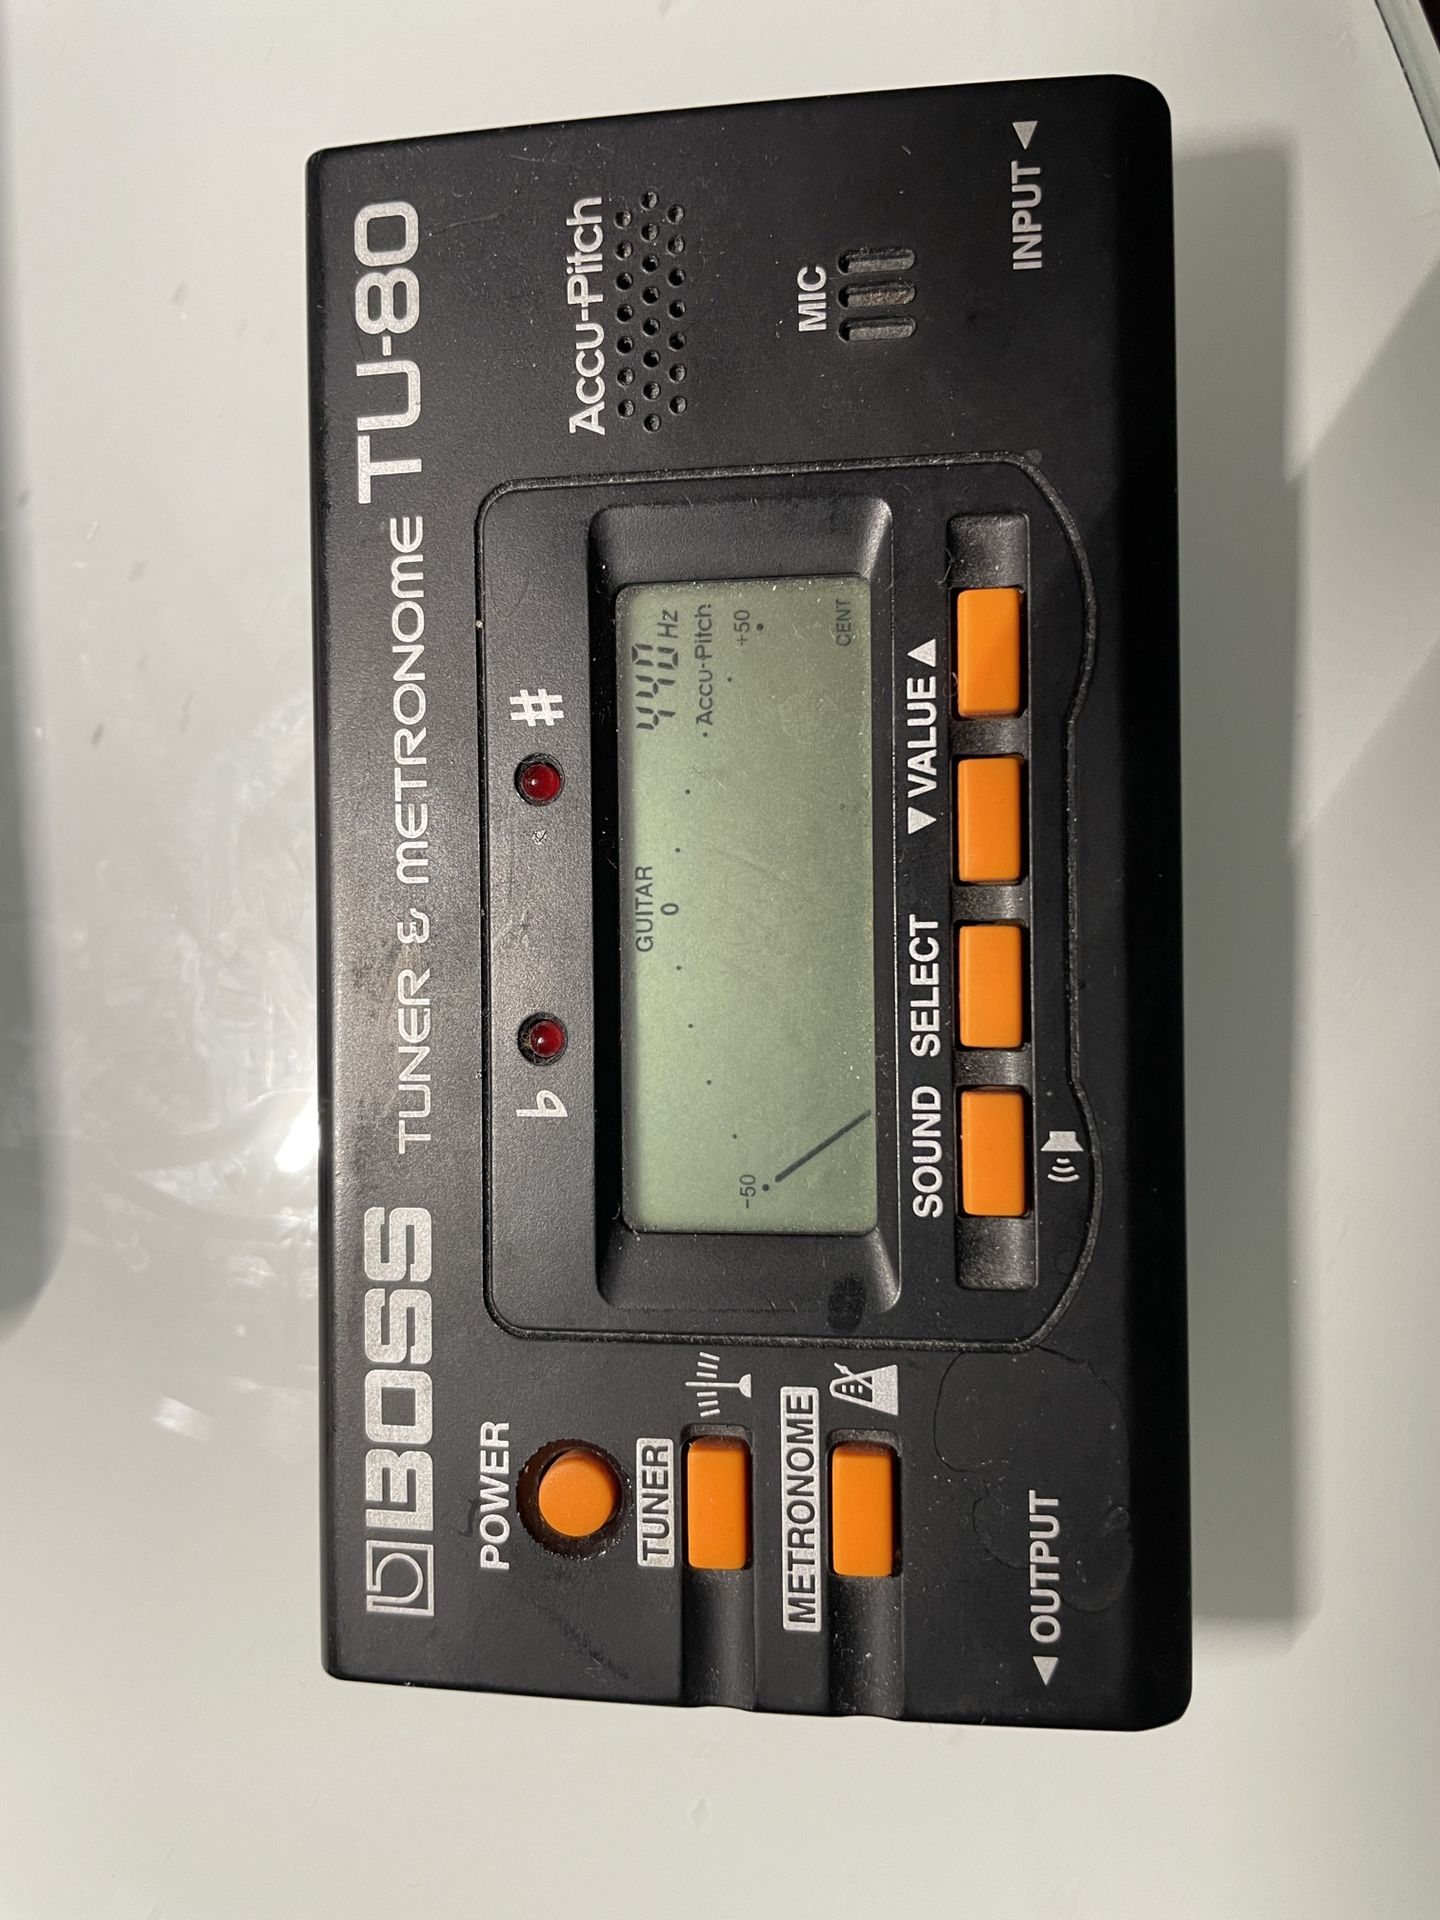 BOSS TUNER & METRONOME TU-80
POWER
♭
#
Accu-Pitch
TUNER
GUITAR
440 Hz
-50
0
Accu-Pitch
+50
CENT
MIC
METRONOME
SOUND SELECT ▼ VALUE ▲
◀ OUTPUT
INPUT ◀